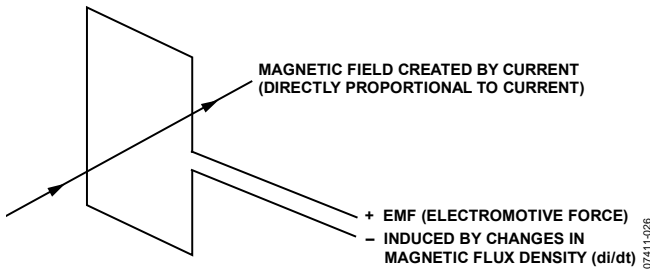 MAGNETIC FIELD CREATED BY CURRENT
(DIRECTLY PROPORTIONAL TO CURRENT)
+ EMF (ELECTROMOTIVE FORCE)
– INDUCED BY CHANGES IN
MAGNETIC FLUX DENSITY (di/dt)
07411-026